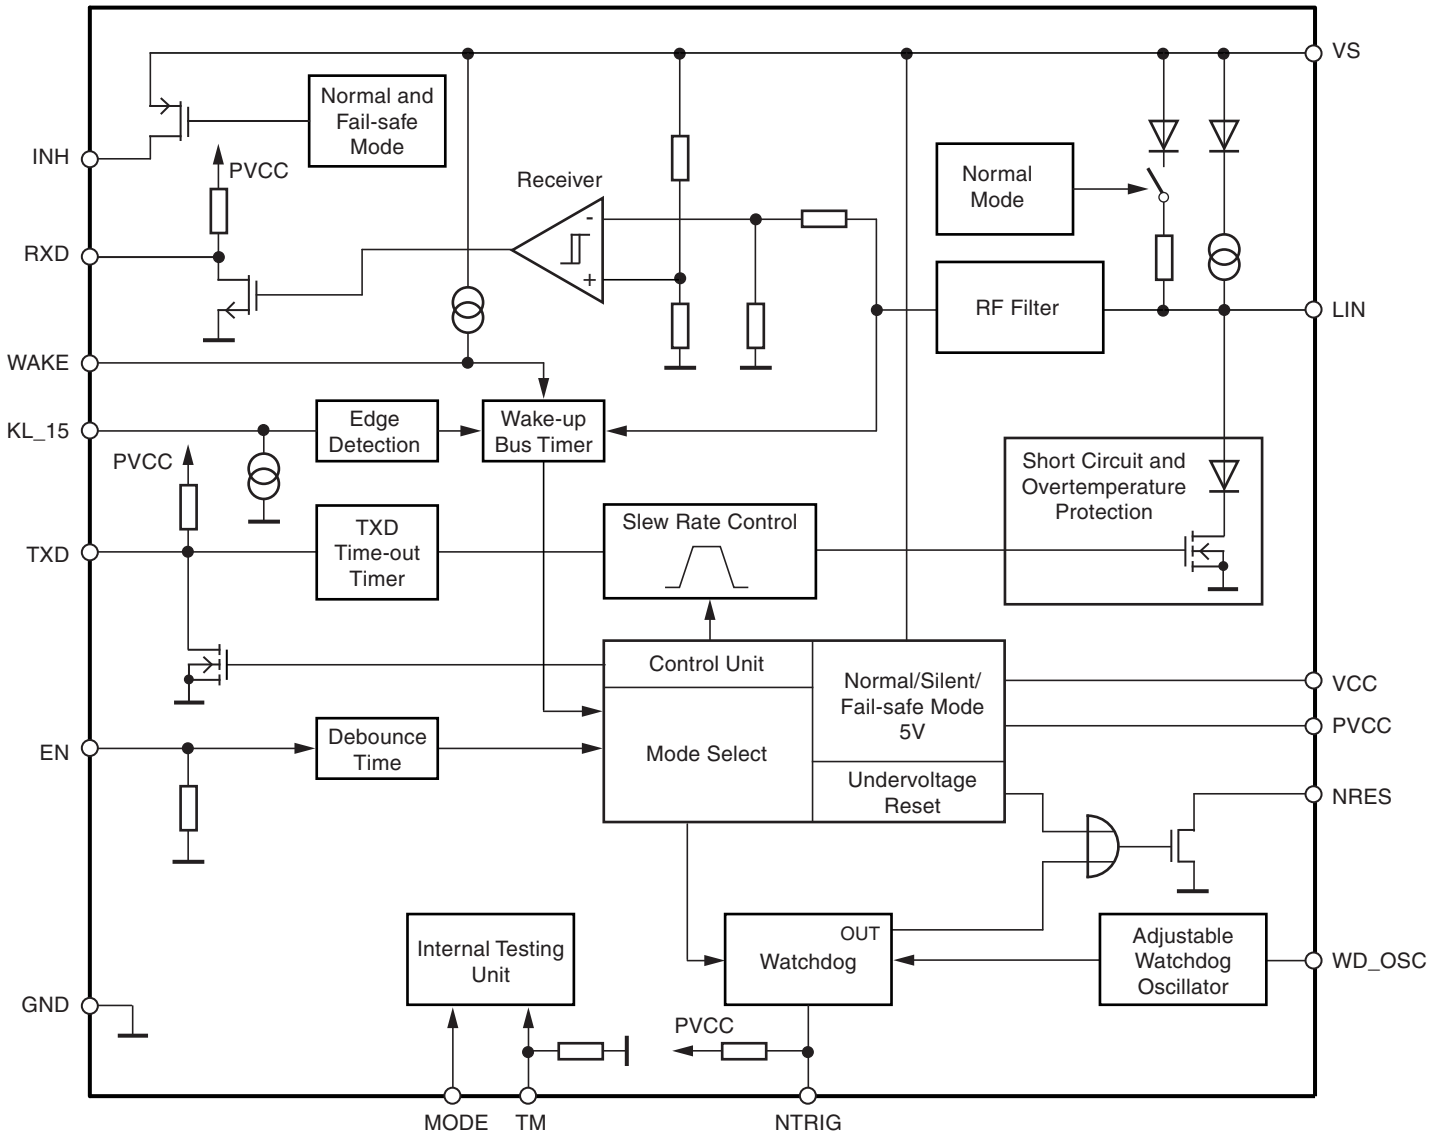 VS
Normal and
Fail-safe
Mode
INH
PVCC
Receiver
Normal
Mode
-
RXD
+
RF Filter
LIN
WAKE
KL_15
Edge
Detection
Wake-up
Bus Timer
PVCC
Short Circuit and
Overtemperature
Protection
TXD
TXD
Time-out
Timer
Slew Rate Control
Control Unit
Normal/Silent/
Fail-safe Mode
5V
VCC
PVCC
EN
Debounce
Time
Mode Select
Undervoltage
Reset
NRES
Internal Testing
Unit
OUT
Watchdog
Adjustable
Watchdog
Oscillator
WD_OSC
GND
PVCC
MODE
TM
NTRIG